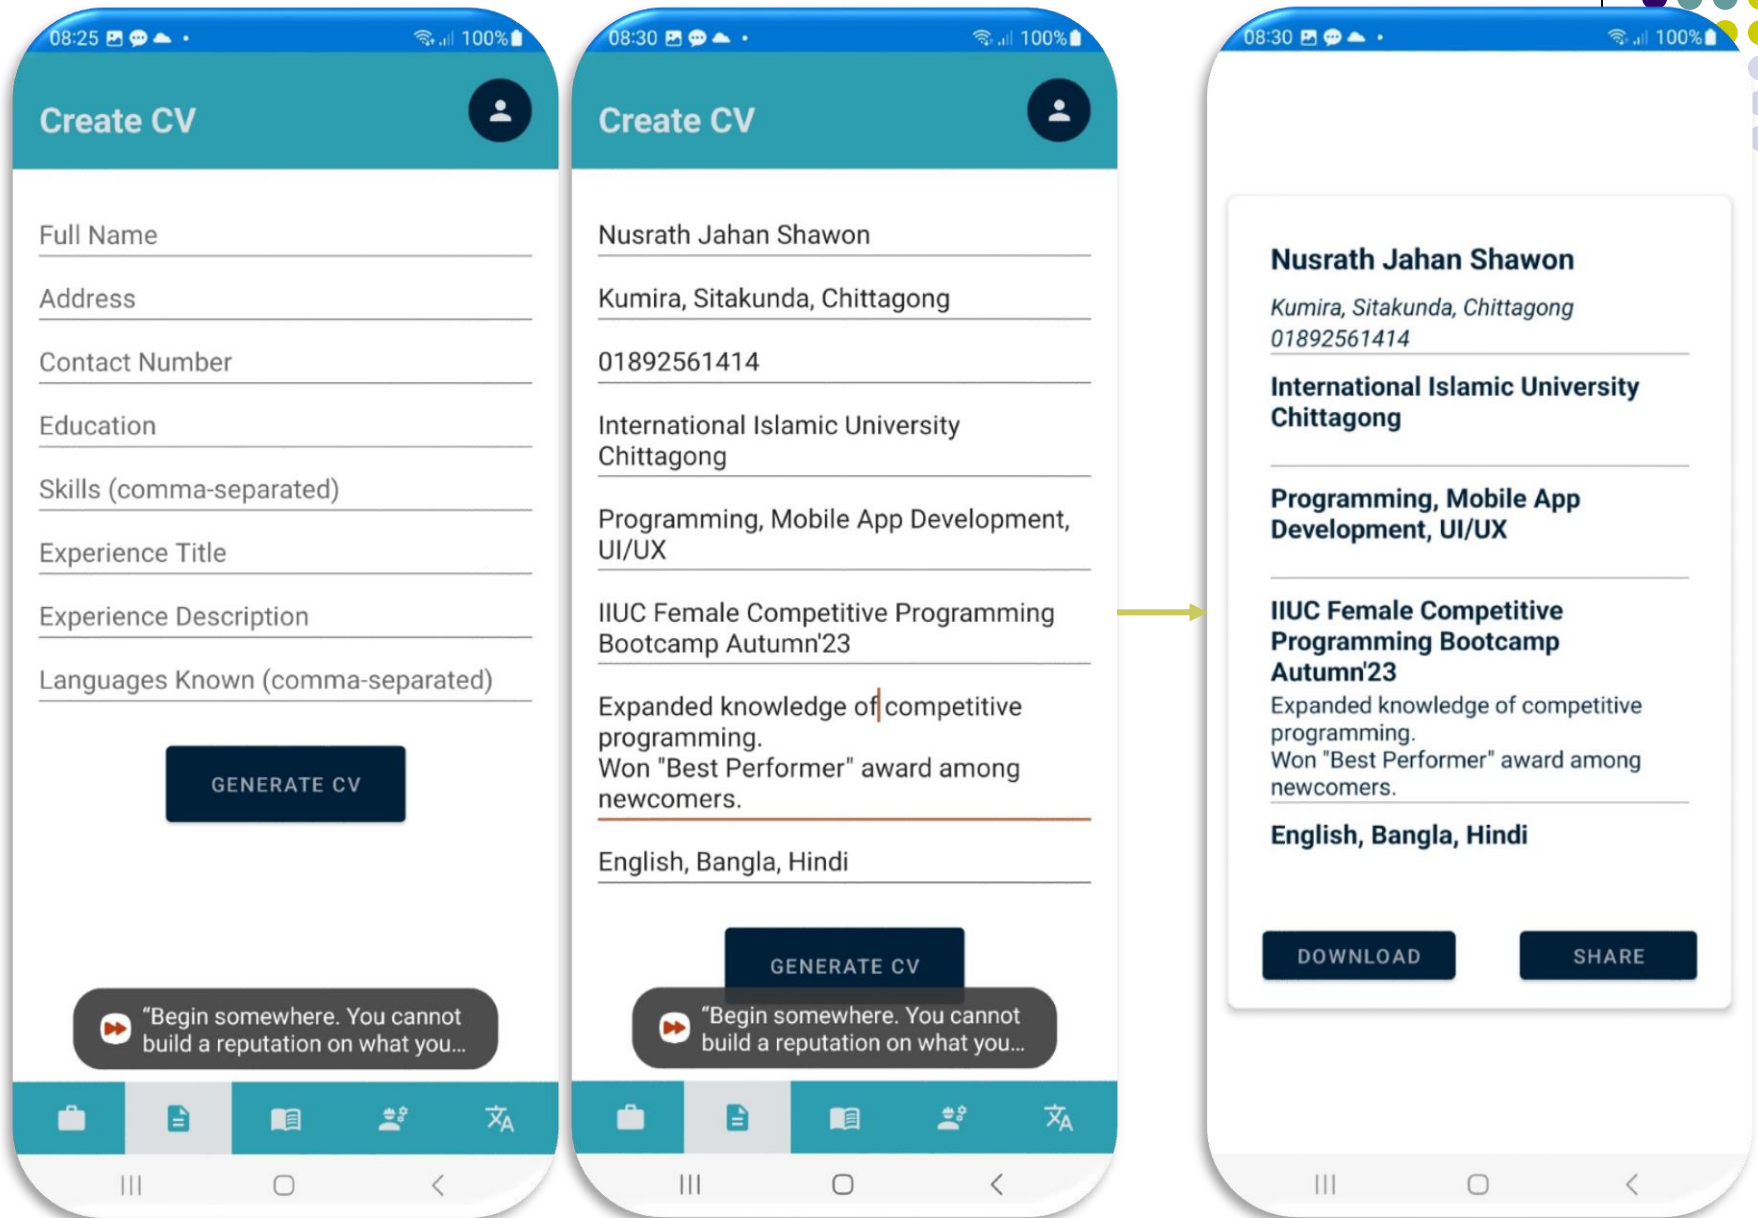 08:25
100%
Create CV
Full Name
Address
Contact Number
Education
Skills (comma-separated)
Experience Title
Experience Description
Languages Known (comma-separated)
GENERATE CV
“Begin somewhere. You cannot
build a reputation on what you...
08:30
100%
Create CV
Nusrath Jahan Shawon
Kumira, Sitakunda, Chittagong
01892561414
International Islamic University
Chittagong
Programming, Mobile App Development,
UI/UX
IIUC Female Competitive Programming
Bootcamp Autumn'23
Expanded knowledge of competitive
programming.
Won "Best Performer" award among
newcomers.
English, Bangla, Hindi
GENERATE CV
“Begin somewhere. You cannot
build a reputation on what you...
08:30
100%
Nusrath Jahan Shawon
Kumira, Sitakunda, Chittagong
01892561414
International Islamic University
Chittagong
Programming, Mobile App
Development, UI/UX
IIUC Female Competitive
Programming Bootcamp
Autumn'23
Expanded knowledge of competitive
programming.
Won "Best Performer" award among
newcomers.
English, Bangla, Hindi
DOWNLOAD
SHARE